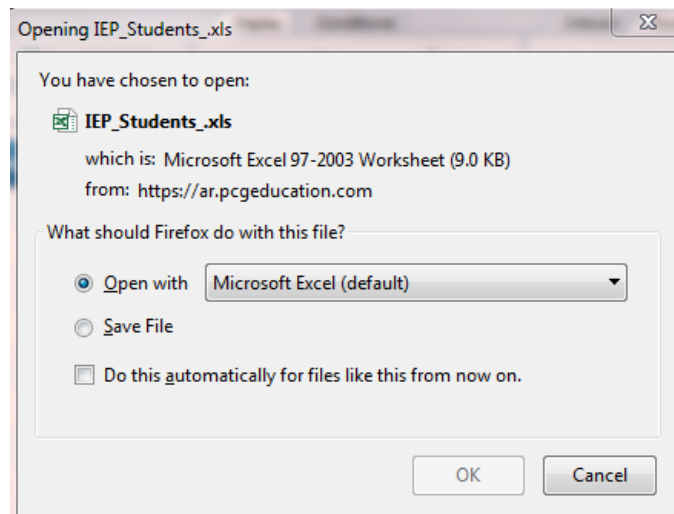 Opening IEP_Students_.xls
You have chosen to open:
IEP_Students_.xls
which is: Microsoft Excel 97-2003 Worksheet (9.0 KB)
from: https://ar.pcgeducation.com
What should Firefox do with this file?
Open with Microsoft Excel (default)
Save File
Do this automatically for files like this from now on.
OK Cancel